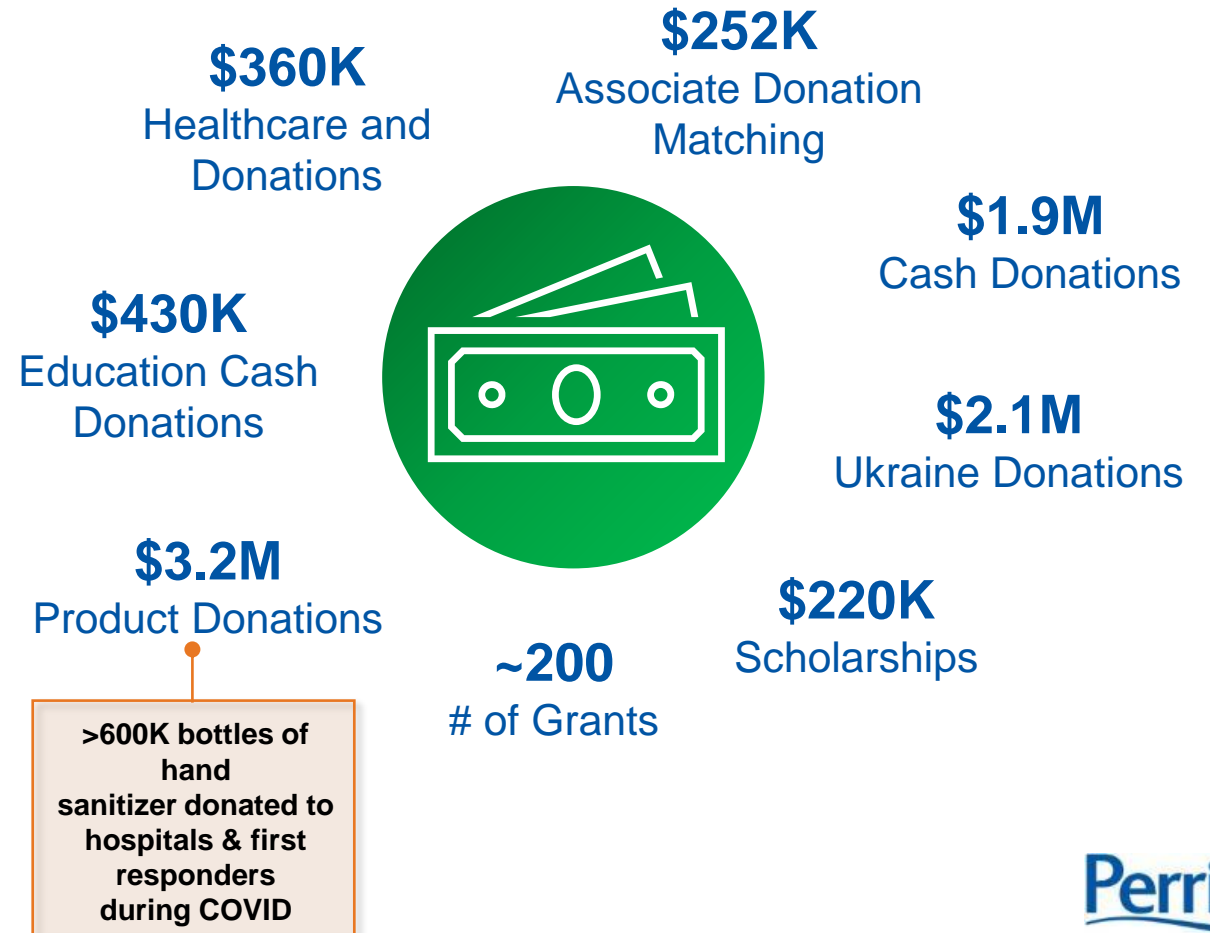 $252K
Associate Donation
Matching
$360K
Healthcare and
Donations
$1.9M
Cash Donations
$430K
Education Cash
Donations
$2.1M
Ukraine Donations
$3.2M
Product Donations
$220K
Scholarships
~200
# of Grants
>600K bottles of
hand
sanitizer donated to
hospitals & first
responders
during COVID
Perri